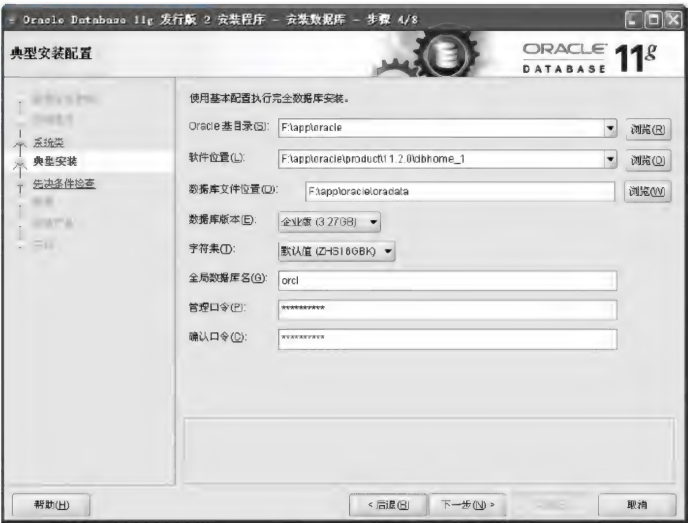 Oracle Database 11g 发行版 2 安装程序 - 安装数据库 - 步骤 4/8
典型安装配置
ORACLE 11g
DATABASE
系统类
典型安装
先决条件检查
使用基本配置执行完全数据库安装。
Oracle 基目录(S): F:\app\oracle 浏览(R)
软件位置(L): F:\app\oracle\product\11.2.0\dbhome_1 浏览(O)
数据库文件位置(D): F:\app\oracle\oradata 浏览(W)
数据库版本(E): 企业版 (3.27GB)
字符集(T): 默认值 (ZHS16GBK)
全局数据库名(G): orcl
管理口令(P): **********
确认口令(C): **********
帮助(H) < 后退(B) 下一步(N) > 取消